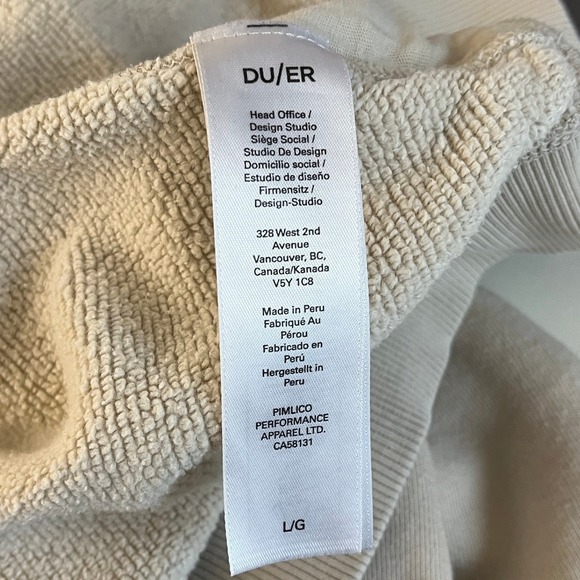 DU/ER
Head Office /
Design Studio
Siège Social /
Studio De Design
Domicilio social /
Estudio de diseño
Firmensitz /
Design-Studio
328 West 2nd
Avenue
Vancouver, BC,
Canada/Kanada
V5Y 1C8
Made in Peru
Fabriqué Au
Pérou
Fabricado en
Perú
Hergestellt in
Peru
PIMLICO
PERFORMANCE
APPAREL LTD.
CA58131
L/G